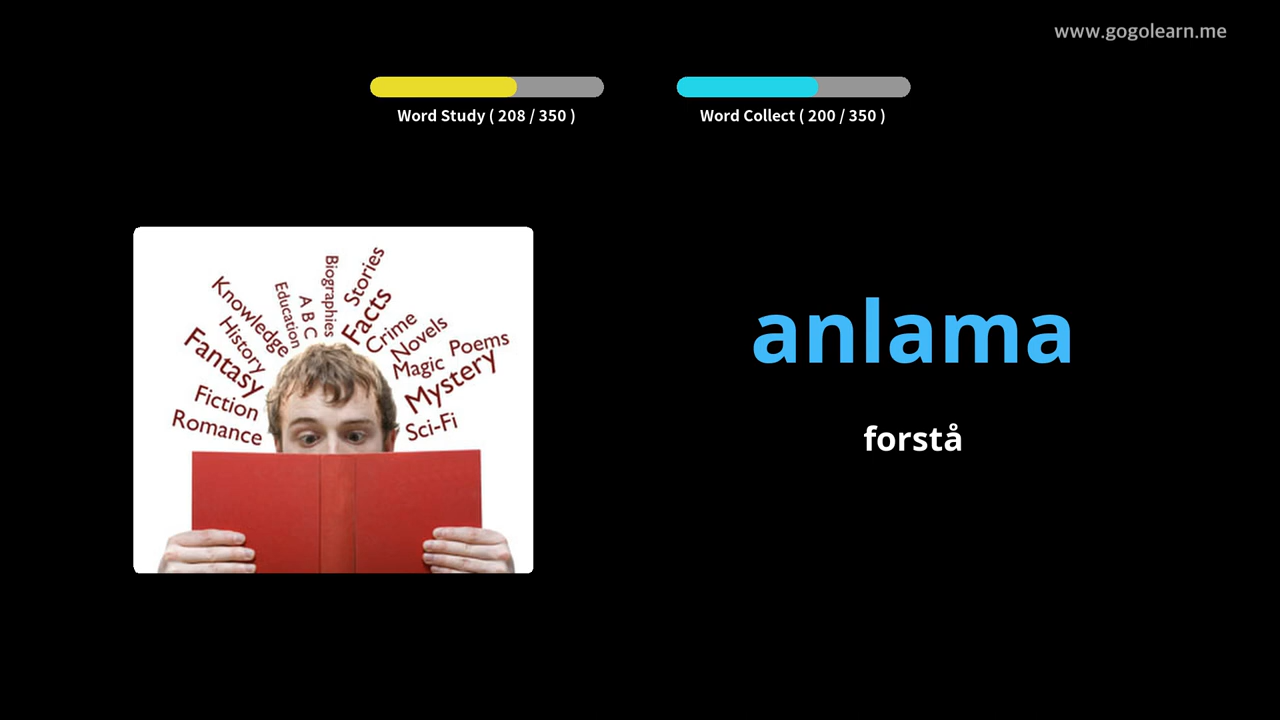 www.gogolearn.me
Word Study ( 208 / 350 )
Word Collect ( 200 / 350 )
Biographies
Stories
Education
A B C
Facts
Knowledge
History
Crime
Novels
Poems
Fantasy
Magic
Mystery
Fiction
Romance
Sci-Fi
anlama
forstå